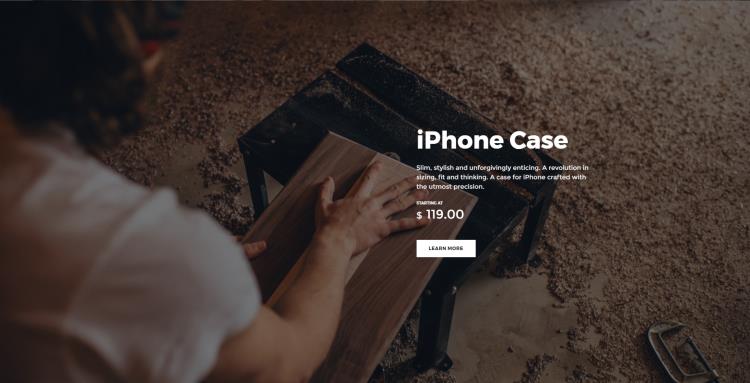 iPhone Case
Slim, stylish and unforgivingly enticing. A revolution in
sizing, fit and thinking. A case for iPhone crafted with
the utmost precision.
STARTING AT
$ 119.00
LEARN MORE